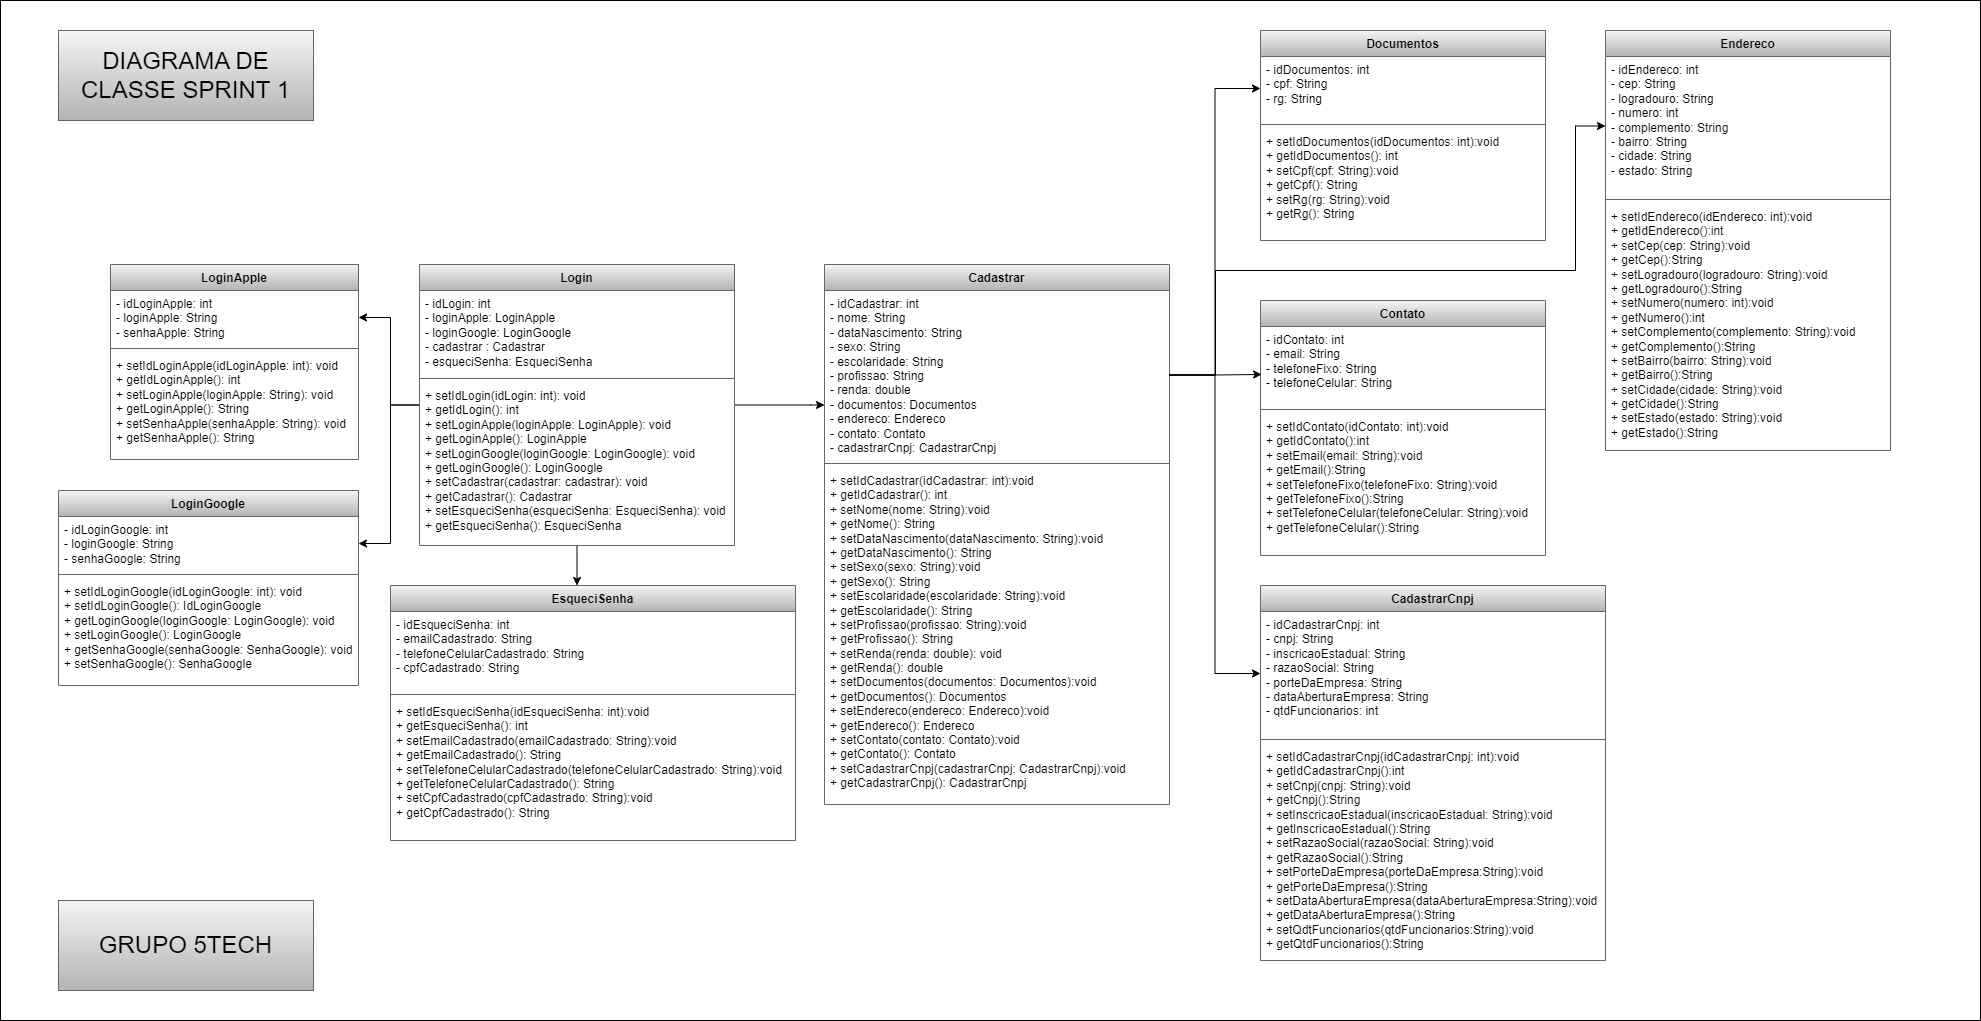 DIAGRAMA DE
CLASSE SPRINT 1
LoginApple
- idLoginApple: int
- loginApple: String
- senhaApple: String
+ setIdLoginApple(idLoginApple: int): void
+ getIdLoginApple(): int
+ setLoginApple(loginApple: String): void
+ getLoginApple(): String
+ setSenhaApple(senhaApple: String): void
+ getSenhaApple(): String
LoginGoogle
- idLoginGoogle: int
- loginGoogle: String
- senhaGoogle: String
+ setIdLoginGoogle(idLoginGoogle: int): void
+ setIdLoginGoogle(): IdLoginGoogle
+ getLoginGoogle(loginGoogle: LoginGoogle): void
+ setLoginGoogle(): LoginGoogle
+ getSenhaGoogle(senhaGoogle: SenhaGoogle): void
+ setSenhaGoogle(): SenhaGoogle
Login
- idLogin: int
- loginApple: LoginApple
- loginGoogle: LoginGoogle
- cadastrar : Cadastrar
- esqueciSenha: EsqueciSenha
+ setIdLogin(idLogin: int): void
+ getIdLogin(): int
+ setLoginApple(loginApple: LoginApple): void
+ getLoginApple(): LoginApple
+ setLoginGoogle(loginGoogle: LoginGoogle): void
+ getLoginGoogle(): LoginGoogle
+ setCadastrar(cadastrar: cadastrar): void
+ getCadastrar(): Cadastrar
+ setEsqueciSenha(esqueciSenha: EsqueciSenha): void
+ getEsqueciSenha(): EsqueciSenha
EsqueciSenha
- idEsqueciSenha: int
- emailCadastrado: String
- telefoneCelularCadastrado: String
- cpfCadastrado: String
+ setIdEsqueciSenha(idEsqueciSenha: int):void
+ getEsqueciSenha(): int
+ setEmailCadastrado(emailCadastrado: String):void
+ getEmailCadastrado(): String
+ setTelefoneCelularCadastrado(telefoneCelularCadastrado: String):void
+ getTelefoneCelularCadastrado(): String
+ setCpfCadastrado(cpfCadastrado: String):void
+ getCpfCadastrado(): String
Cadastrar
- idCadastrar: int
- nome: String
- dataNascimento: String
- sexo: String
- escolaridade: String
- profissao: String
- renda: double
- documentos: Documentos
- endereco: Endereco
- contato: Contato
- cadastrarCnpj: CadastrarCnpj
+ setIdCadastrar(idCadastrar: int):void
+ getIdCadastrar(): int
+ setNome(nome: String):void
+ getNome(): String
+ setDataNascimento(dataNascimento: String):void
+ getDataNascimento(): String
+ setSexo(sexo: String):void
+ getSexo(): String
+ setEscolaridade(escolaridade: String):void
+ getEscolaridade(): String
+ setProfissao(profissao: String):void
+ getProfissao(): String
+ setRenda(renda: double): void
+ getRenda(): double
+ setDocumentos(documentos: Documentos):void
+ getDocumentos(): Documentos
+ setEndereco(endereco: Endereco):void
+ getEndereco(): Endereco
+ setContato(contato: Contato):void
+ getContato(): Contato
+ setCadastrarCnpj(cadastrarCnpj: CadastrarCnpj):void
+ getCadastrarCnpj(): CadastrarCnpj
Documentos
- idDocumentos: int
- cpf: String
- rg: String
+ setIdDocumentos(idDocumentos: int):void
+ getIdDocumentos(): int
+ setCpf(cpf: String):void
+ getCpf(): String
+ setRg(rg: String):void
+ getRg(): String
Contato
- idContato: int
- email: String
- telefoneFixo: String
- telefoneCelular: String
+ setIdContato(idContato: int):void
+ getIdContato():int
+ setEmail(email: String):void
+ getEmail():String
+ setTelefoneFixo(telefoneFixo: String):void
+ getTelefoneFixo():String
+ setTelefoneCelular(telefoneCelular: String):void
+ getTelefoneCelular():String
CadastrarCnpj
- idCadastrarCnpj: int
- cnpj: String
- inscricaoEstadual: String
- razaoSocial: String
- porteDaEmpresa: String
- dataAberturaEmpresa: String
- qtdFuncionarios: int
+ setIdCadastrarCnpj(idCadastrarCnpj: int):void
+ getIdCadastrarCnpj():int
+ setCnpj(cnpj: String):void
+ getCnpj():String
+ setInscricaoEstadual(inscricaoEstadual: String):void
+ getInscricaoEstadual():String
+ setRazaoSocial(razaoSocial: String):void
+ getRazaoSocial():String
+ setPorteDaEmpresa(porteDaEmpresa:String):void
+ getPorteDaEmpresa():String
+ setDataAberturaEmpresa(dataAberturaEmpresa:String):void
+ getDataAberturaEmpresa():String
+ setQdtFuncionarios(qtdFuncionarios:String):void
+ getQtdFuncionarios():String
Endereco
- idEndereco: int
- cep: String
- logradouro: String
- numero: int
- complemento: String
- bairro: String
- cidade: String
- estado: String
+ setIdEndereco(idEndereco: int):void
+ getIdEndereco():int
+ setCep(cep: String):void
+ getCep():String
+ setLogradouro(logradouro: String):void
+ getLogradouro():String
+ setNumero(numero: int):void
+ getNumero():int
+ setComplemento(complemento: String):void
+ getComplemento():String
+ setBairro(bairro: String):void
+ getBairro():String
+ setCidade(cidade: String):void
+ getCidade():String
+ setEstado(estado: String):void
+ getEstado():String
GRUPO 5TECH